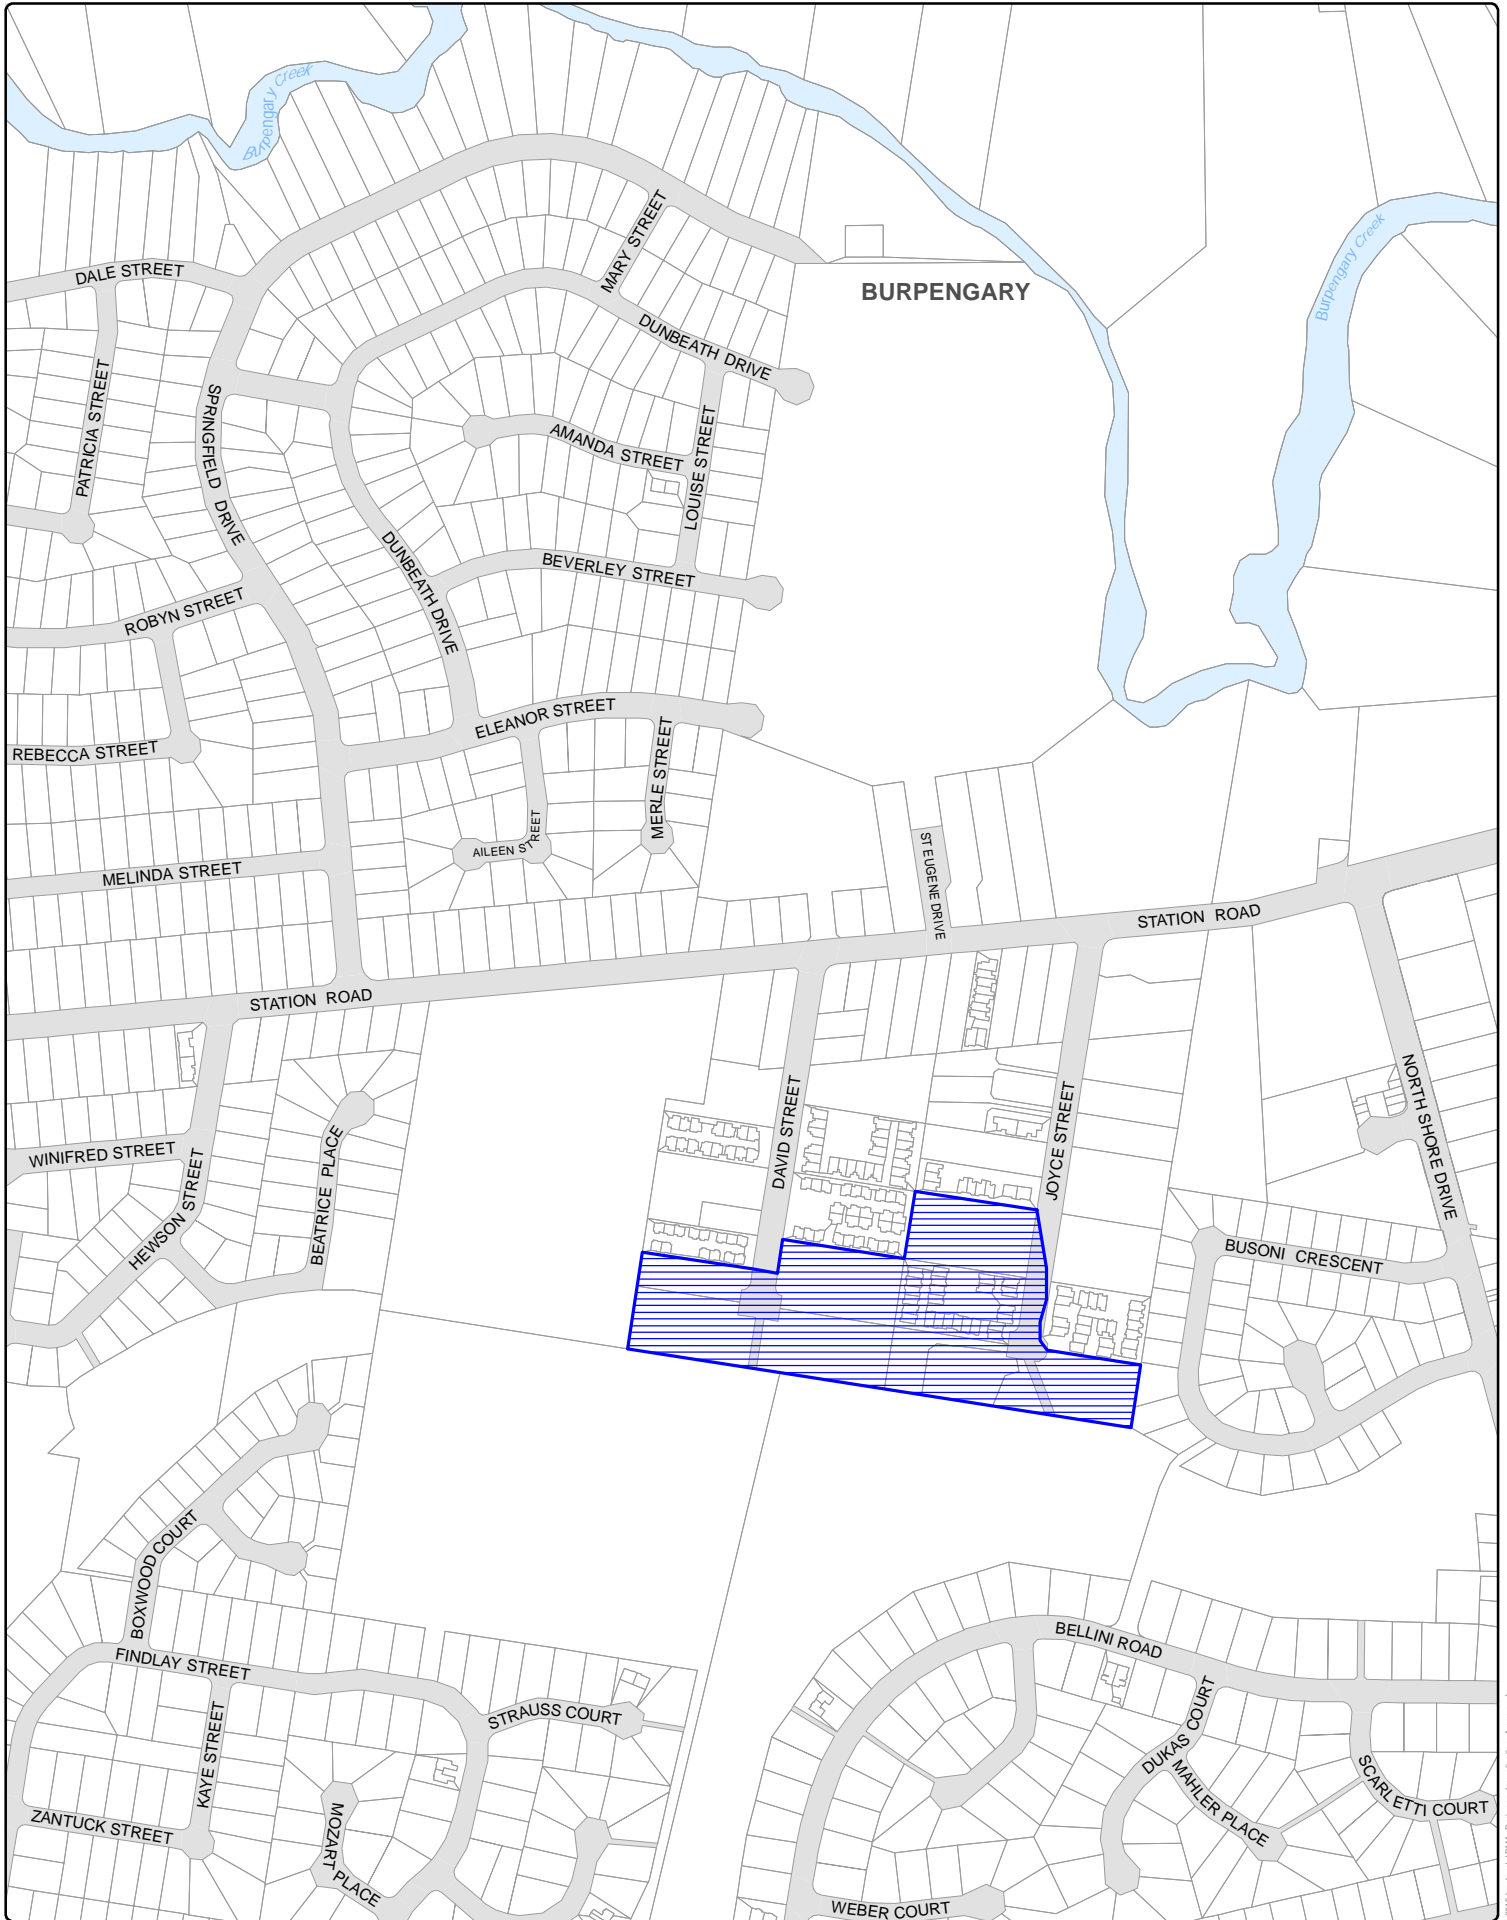 Burpengary Creek
MARY STREET
DALE STREET
Burpengary Creek
BURPENGARY
DUNBEATH DRIVE
PATRICIA STREET
SPRINGFIELD DRIVE
AMANDA STREET
LOUISE STREET
DUNBEATH DRIVE
BEVERLEY STREET
ROBYN STREET
ELEANOR STREET
REBECCA STREET
MERLE STREET
AILEEN STREET
MELINDA STREET
ST EUGENE DRIVE
STATION ROAD
STATION ROAD
NORTH SHORE DRIVE
DAVID STREET
JOYCE STREET
WINIFRED STREET
HEWSON STREET
BEATRICE PLACE
BUSONI CRESCENT
BOXWOOD COURT
FINDLAY STREET
BELLINI ROAD
STRAUSS COURT
KAYE STREET
DUKAS COURT
MAHLER PLACE
SCARLETTI COURT
ZANTUCK STREET
MOZART PLACE
WEBER COURT